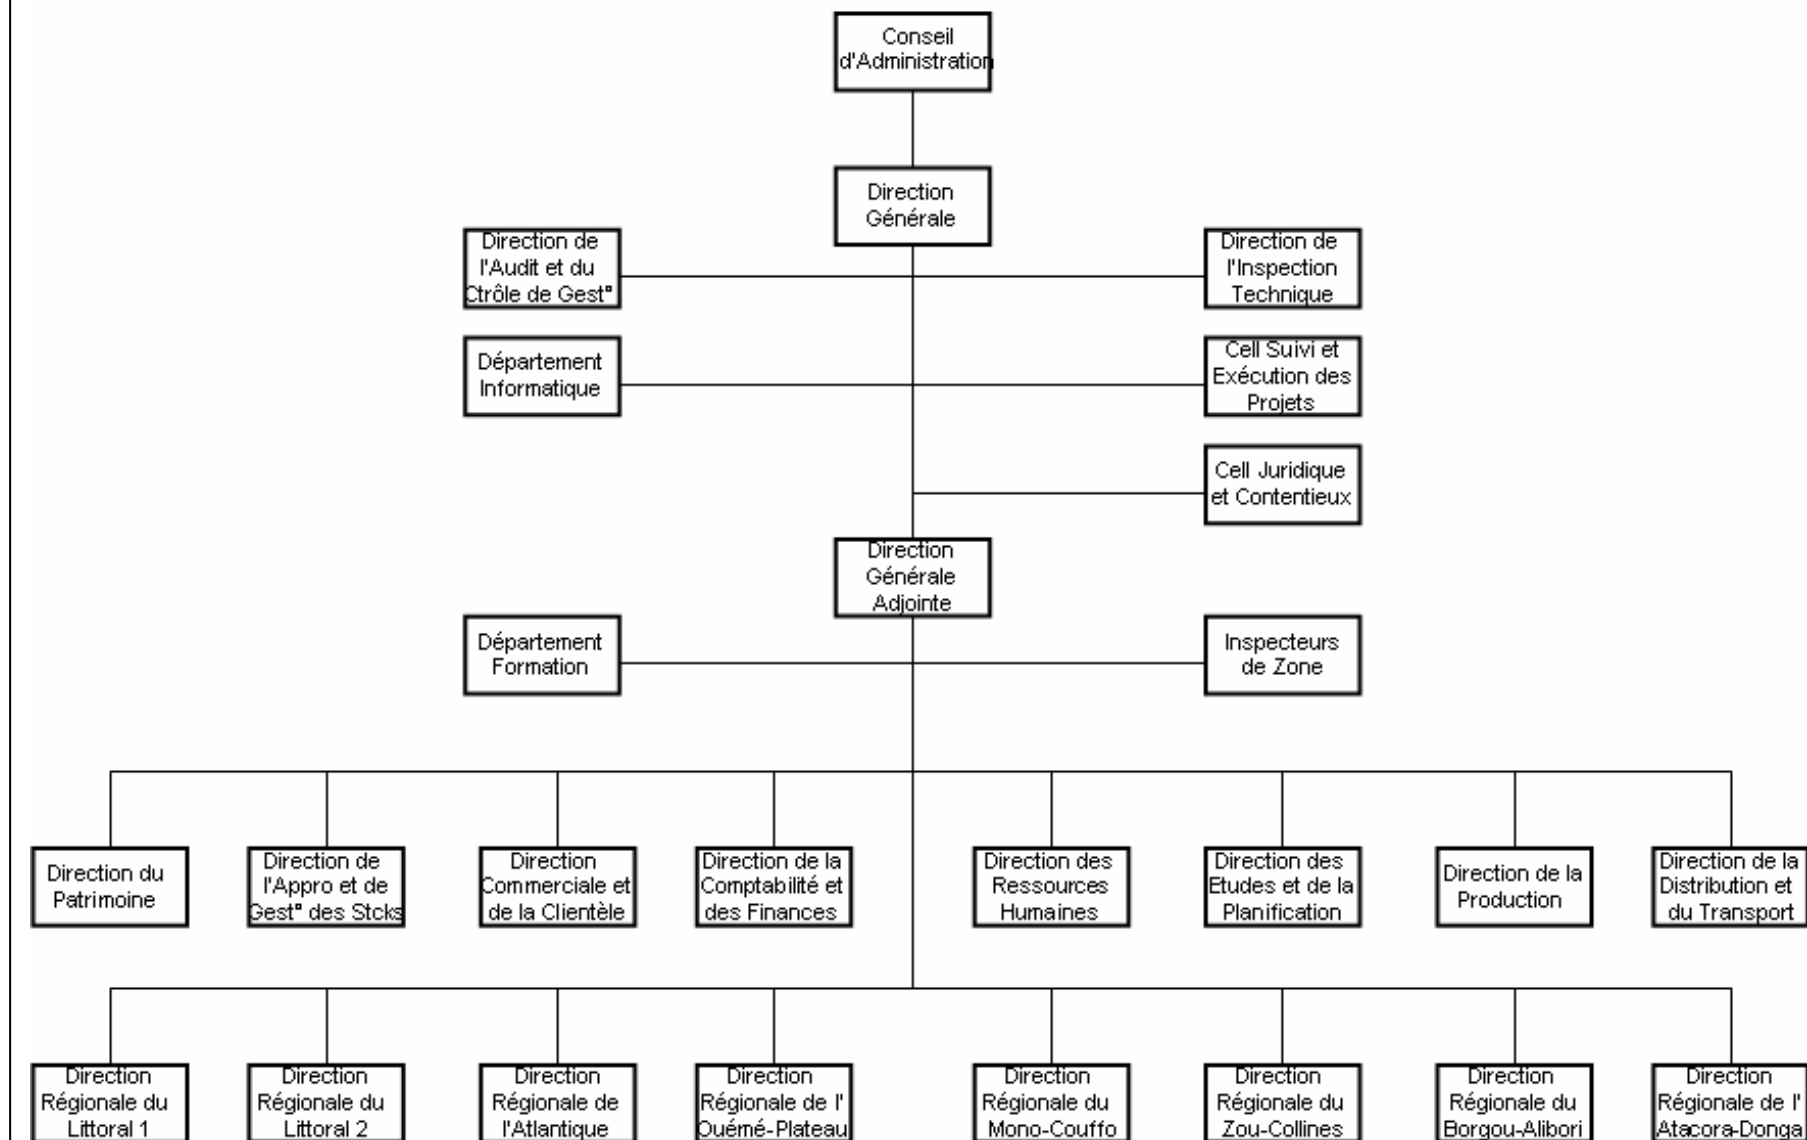 Conseil
d'Administration
Direction
Générale
Direction de
l'Audit et du
Ctrôle de Gest°
Direction de
l'Inspection
Technique
Département
Informatique
Cell Suivi et
Exécution des
Projets
Cell Juridique
et Contentieux
Direction
Générale
Adjointe
Département
Formation
Inspecteurs
de Zone
Direction du
Patrimoine
Direction de
l'Appro et de
Gest° des Stcks
Direction
Commerciale et
de la Clientèle
Direction de la
Comptabilité et
des Finances
Direction des
Ressources
Humaines
Direction des
Etudes et de la
Planification
Direction de la
Production
Direction de la
Distribution et
du Transport
Direction
Régionale du
Littoral 1
Direction
Régionale du
Littoral 2
Direction
Régionale de
l'Atlantique
Direction
Régionale de l'
Ouémé-Plateau
Direction
Régionale du
Mono-Couffo
Direction
Régionale du
Zou-Collines
Direction
Régionale du
Borgou-Alibori
Direction
Régionale de l'
Atacora-Donga